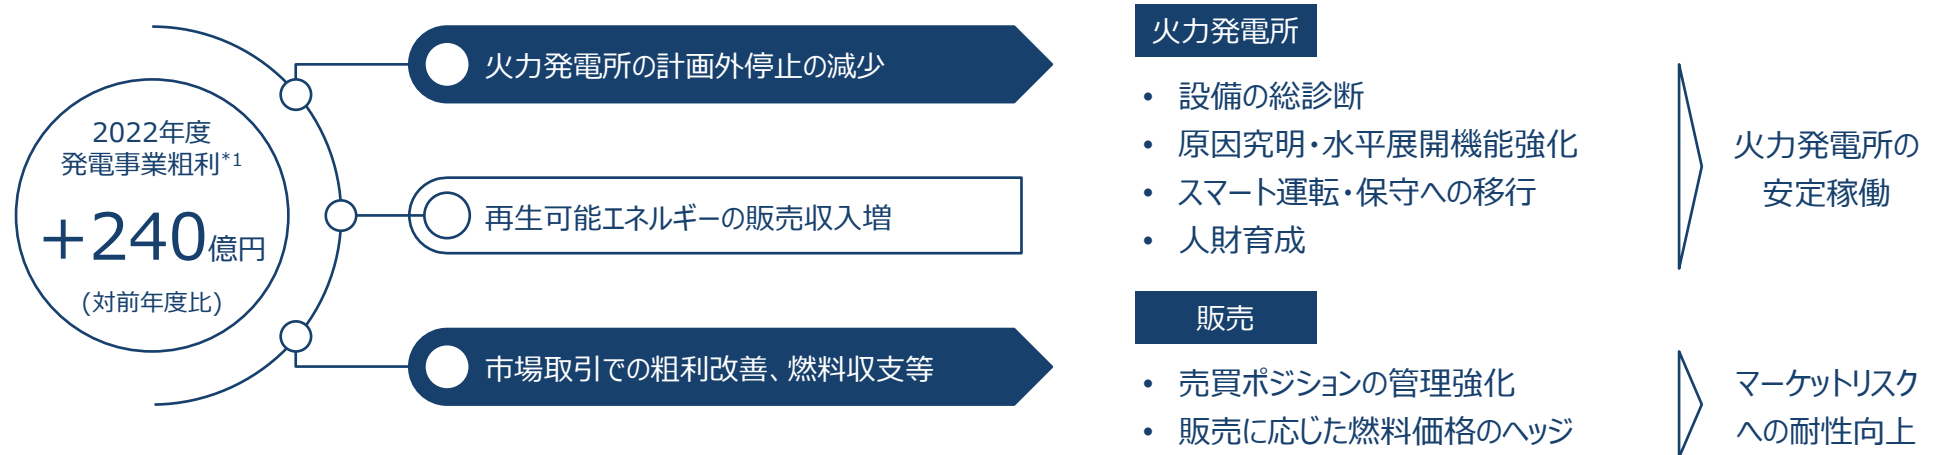 2022年度
発電事業粗利*1
+240億円
(対前年度比)
火力発電所の計画外停止の減少
再生可能エネルギーの販売収入増
市場取引での粗利改善、燃料収支等
火力発電所
• 設備の総診断
• 原因究明・水平展開機能強化
• スマート運転・保守への移行
• 人財育成
火力発電所の
安定稼働
販売
• 売買ポジションの管理強化
• 販売に応じた燃料価格のヘッジ
マーケットリスク
への耐性向上